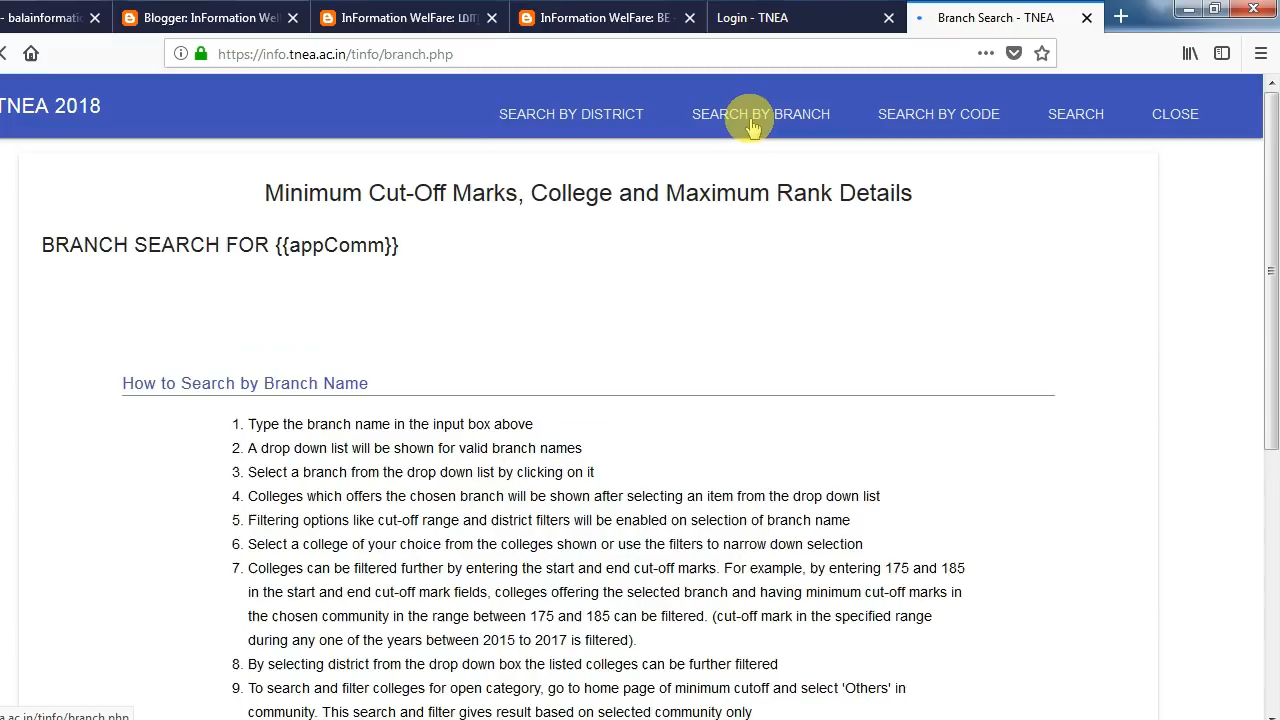 - balainformatic
Blogger: InFormation Wel
InFormation WelFare:
InFormation WelFare: BE -
Login - TNEA
Branch Search - TNEA
https://info.tnea.ac.in/tinfo/branch.php
TNEA 2018
SEARCH BY DISTRICT
SEARCH BY BRANCH
SEARCH BY CODE
SEARCH
CLOSE
Minimum Cut-Off Marks, College and Maximum Rank Details
BRANCH SEARCH FOR {{appComm}}
How to Search by Branch Name
1. Type the branch name in the input box above
2. A drop down list will be shown for valid branch names
3. Select a branch from the drop down list by clicking on it
4. Colleges which offers the chosen branch will be shown after selecting an item from the drop down list
5. Filtering options like cut-off range and district filters will be enabled on selection of branch name
6. Select a college of your choice from the colleges shown or use the filters to narrow down selection
7. Colleges can be filtered further by entering the start and end cut-off marks. For example, by entering 175 and 185
in the start and end cut-off mark fields, colleges offering the selected branch and having minimum cut-off marks in
the chosen community in the range between 175 and 185 can be filtered. (cut-off mark in the specified range
during any one of the years between 2015 to 2017 is filtered).
8. By selecting district from the drop down box the listed colleges can be further filtered
9. To search and filter colleges for open category, go to home page of minimum cutoff and select 'Others' in
community. This search and filter gives result based on selected community only
a.ac.in/tinfo/branch.php